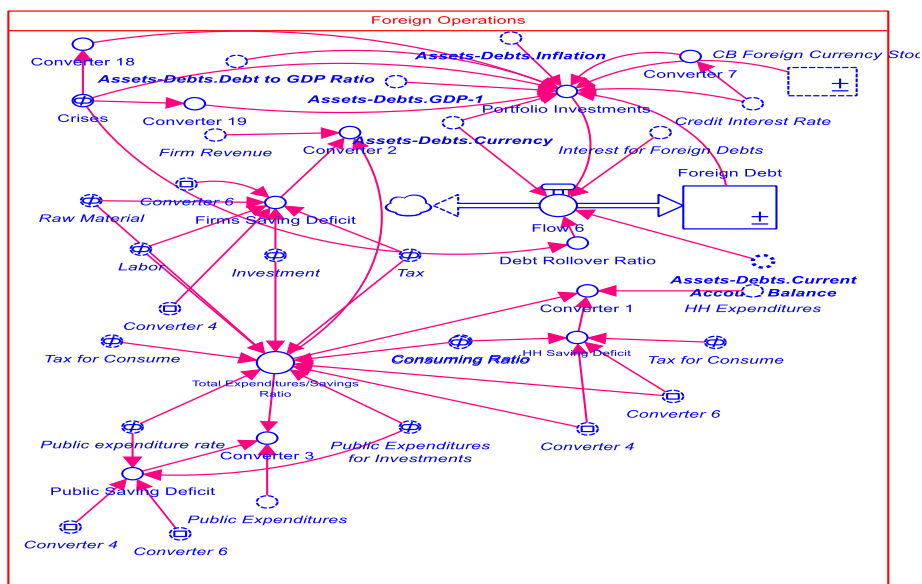 Foreign Operations
Assets-Debts.Inflation
CB Foreign Currency Stoc
Converter 18
Converter 7
Assets-Debts.Debt to GDP Ratio
Assets-Debts.GDP-1
Portfolio Investments
Crises
Converter 19
Credit Interest Rate
Assets-Debts.Currency
Firm Revenue
Converter 2
Interest for Foreign Debts
Foreign Debt
Converter 6
Raw Material
Firms Saving Deficit
Flow 6
Labor
Investment
Tax
Debt Rollover Ratio
Assets-Debts.Current
Account Balance
Converter 4
Converter 1
HH Expenditures
Tax for Consume
Consuming Ratio
HH Saving Deficit
Tax for Consume
Total Expenditures/Savings
Ratio
Converter 6
Public expenditure rate
Public Expenditures
for Investments
Converter 4
Converter 3
Public Saving Deficit
Public Expenditures
Converter 4
Converter 6